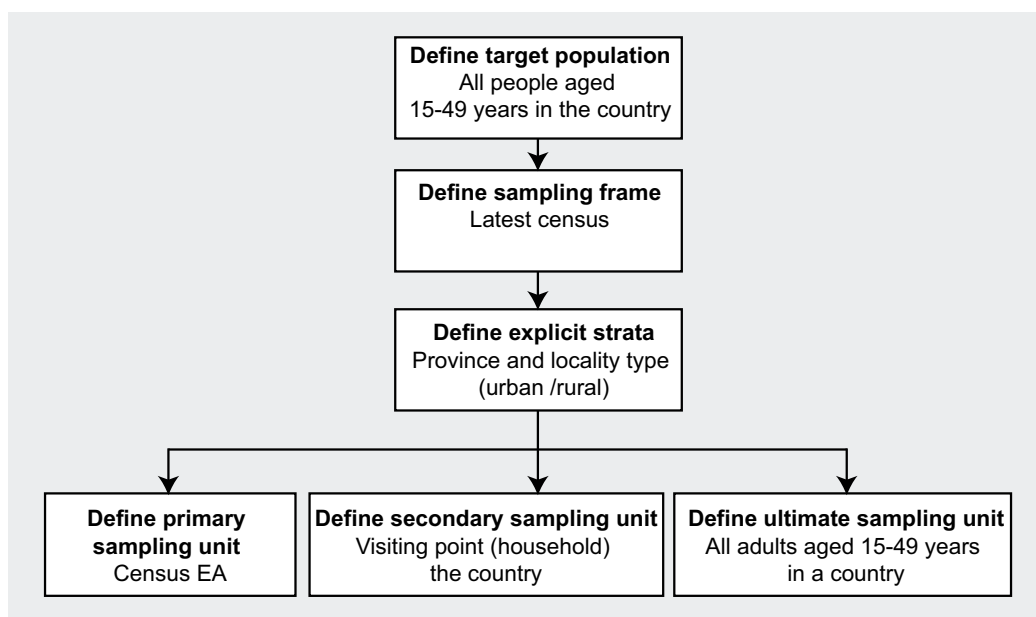 Define target population
All people aged
15-49 years in the country
Define sampling frame
Latest census
Define explicit strata
Province and locality type
(urban /rural)
Define primary
sampling unit
Census EA
Define secondary sampling unit
Visiting point (household)
the country
Define ultimate sampling unit
All adults aged 15-49 years
in a country